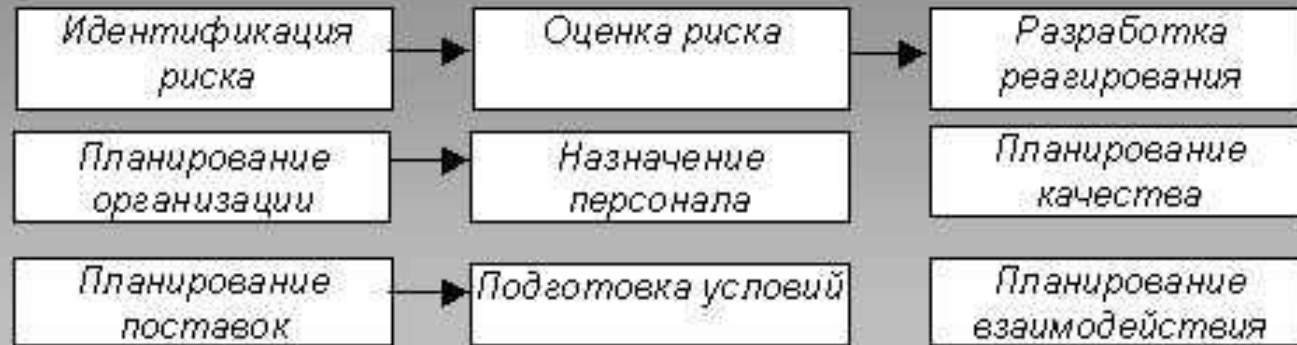 Идентификация
риска
Оценка риска
Разработка
реагирования
Планирование
организации
Назначение
персонала
Планирование
качества
Планирование
поставок
Подготовка условий
Планирование
взаимодействия